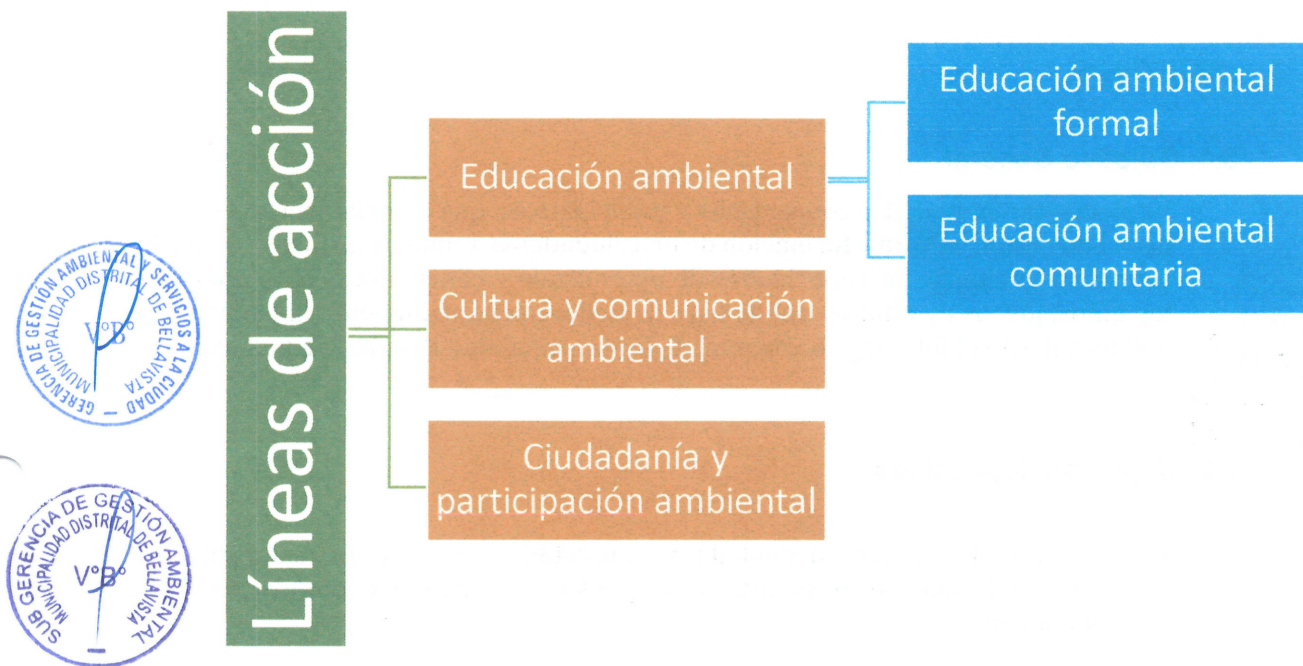 Líneas de acción
Educación ambiental
Cultura y comunicación
ambiental
Ciudadanía y
participación ambiental
Educación ambiental
formal
Educación ambiental
comunitaria
GERENCIA DE GESTIÓN AMBIENTAL Y SERVICIOS A LA CIUDAD
MUNICIPALIDAD DISTRITAL DE BELLAVISTA
V°B°
SUB GERENCIA DE GESTIÓN AMBIENTAL
MUNICIPALIDAD DISTRITAL DE BELLAVISTA
V°B°